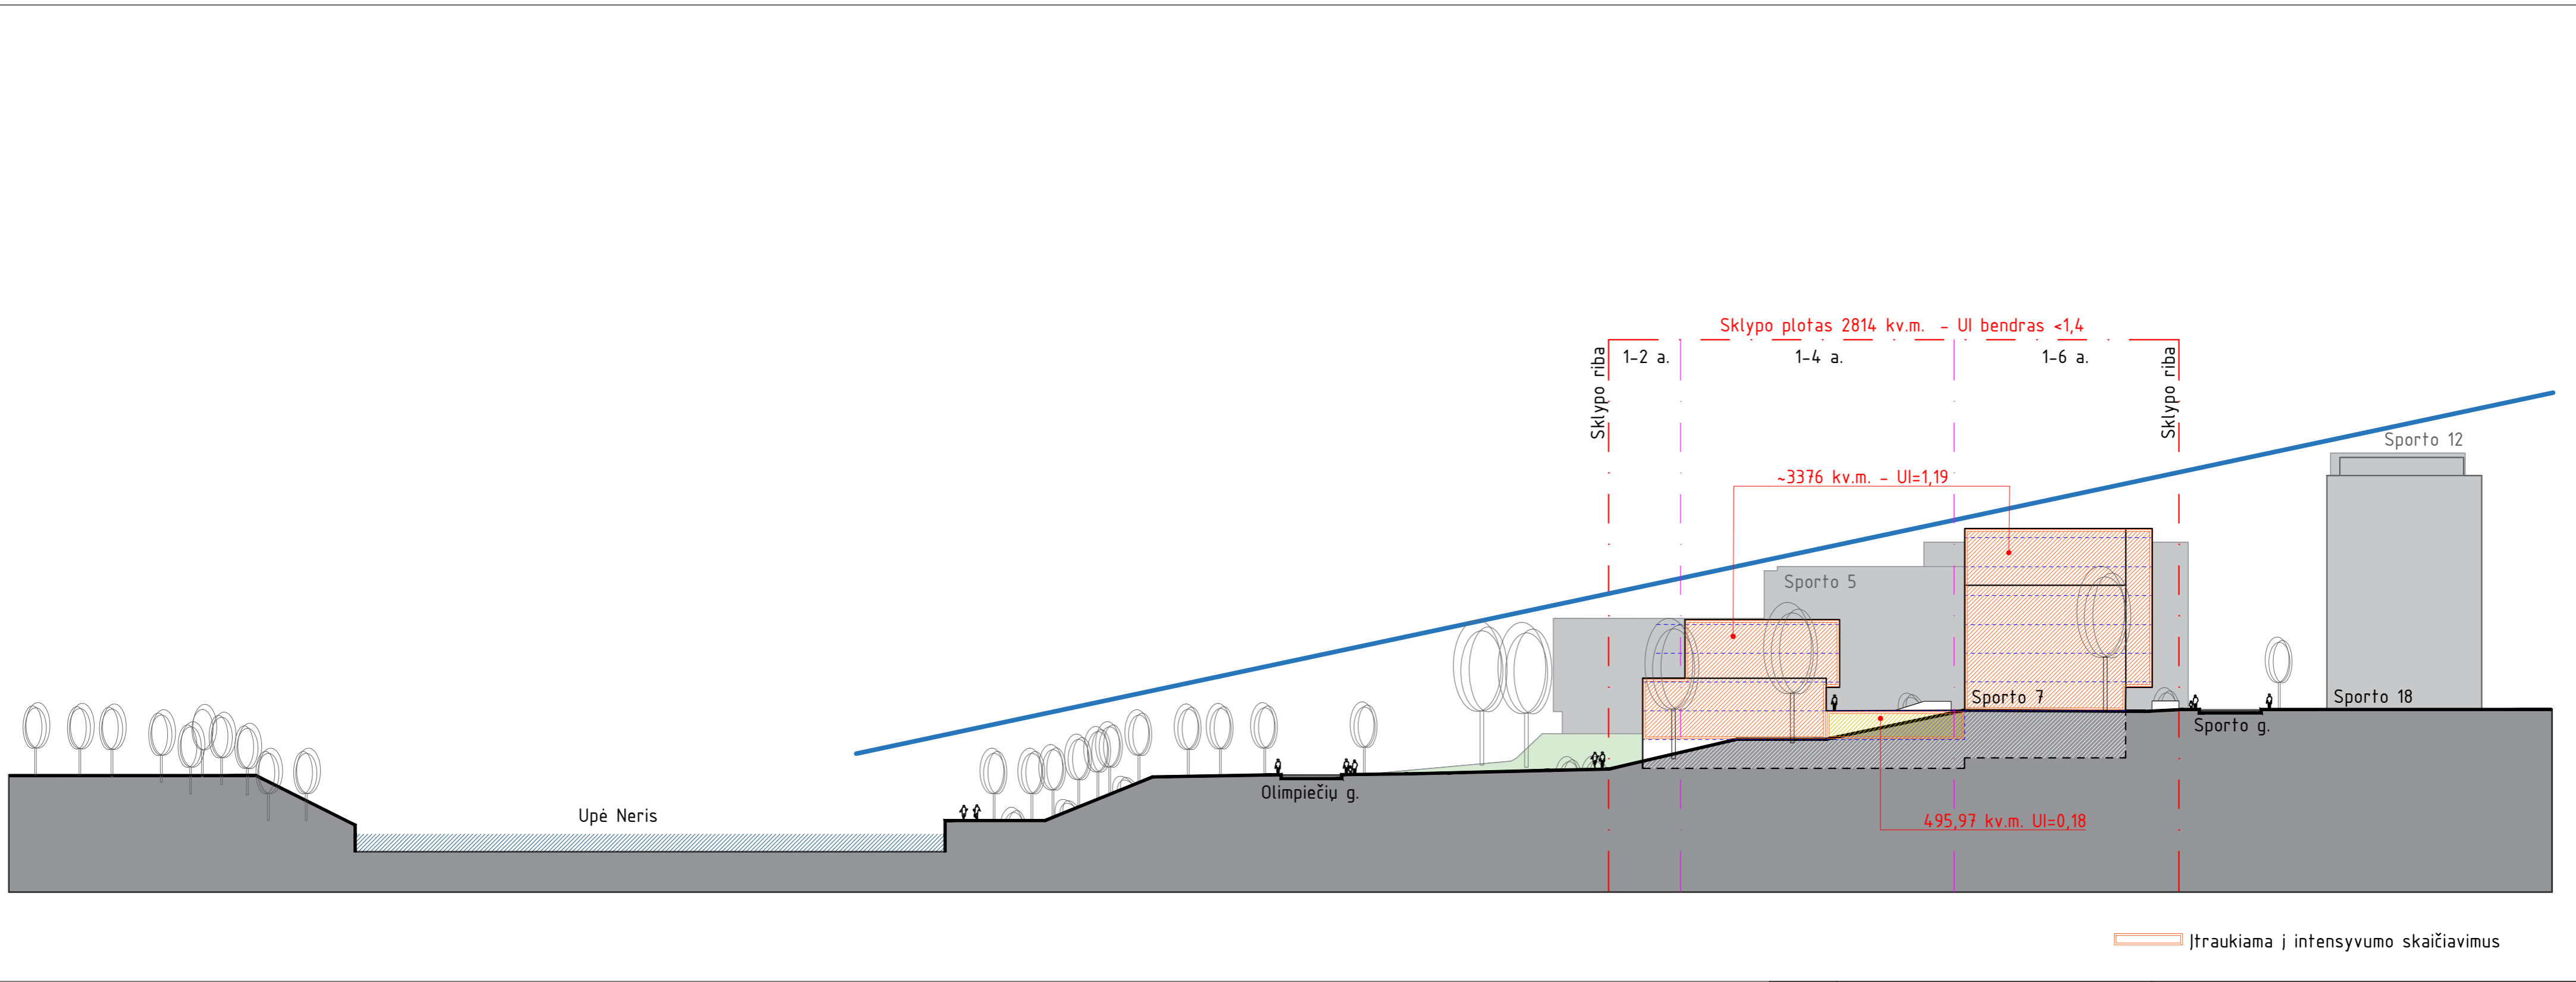 Sklypo plotas 2814 kv.m. - UI bendras <1,4
Sklypo riba
1-2 a.
1-4 a.
1-6 a.
Sklypo riba
Sporto 12
~3376 kv.m. - UI=1,19
Sporto 5
Sporto 7
Sporto 18
Sporto g.
Olimpiečių g.
Upė Neris
495,97 kv.m. UI=0,18
Įtraukiama į intensyvumo skaičiavimus